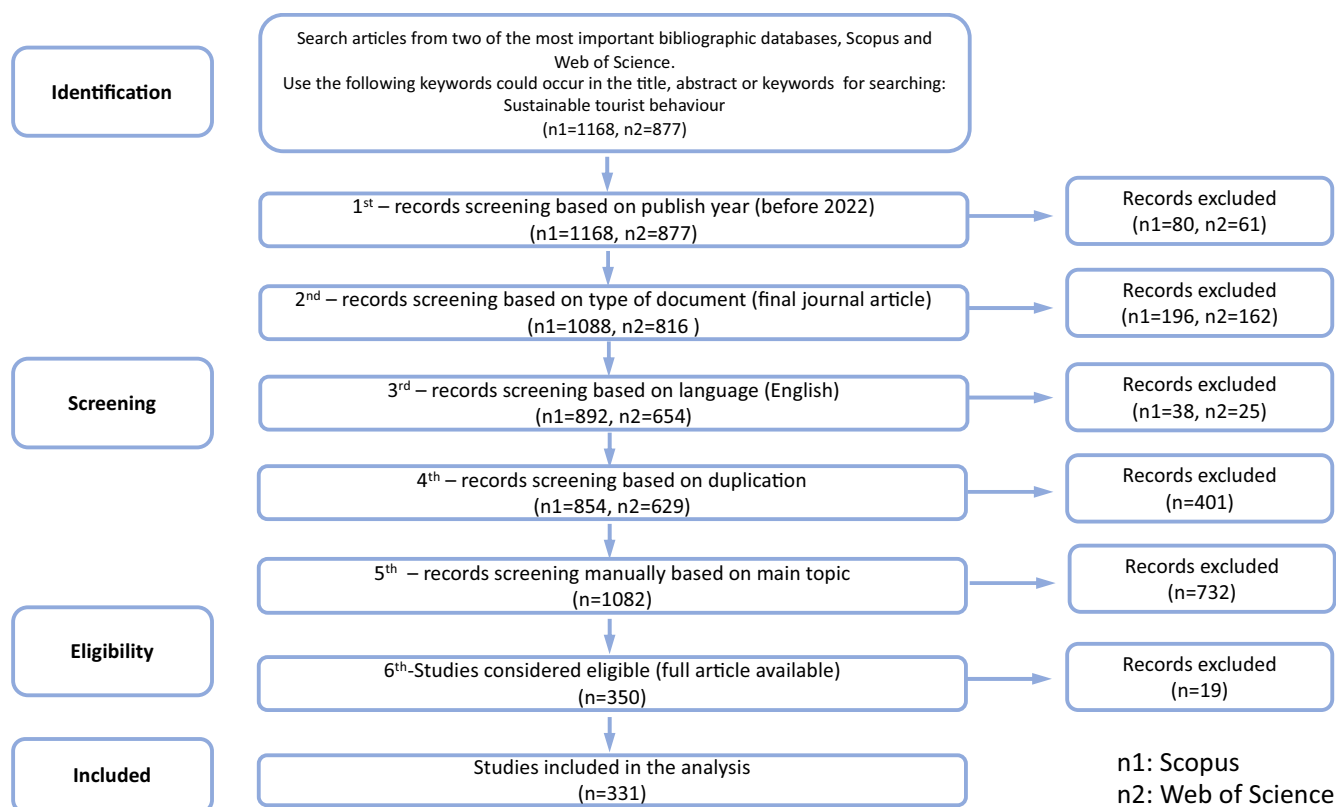 Identification
Search articles from two of the most important bibliographic databases, Scopus and
Web of Science.
Use the following keywords could occur in the title, abstract or keywords for searching:
Sustainable tourist behaviour
(n1=1168, n2=877)
1st – records screening based on publish year (before 2022)
(n1=1168, n2=877)
Records excluded
(n1=80, n2=61)
2nd – records screening based on type of document (final journal article)
(n1=1088, n2=816 )
Records excluded
(n1=196, n2=162)
Screening
3rd – records screening based on language (English)
(n1=892, n2=654)
Records excluded
(n1=38, n2=25)
4th – records screening based on duplication
(n1=854, n2=629)
Records excluded
(n=401)
5th – records screening manually based on main topic
(n=1082)
Records excluded
(n=732)
Eligibility
6th-Studies considered eligible (full article available)
(n=350)
Records excluded
(n=19)
Included
Studies included in the analysis
(n=331)
n1: Scopus
n2: Web of Science